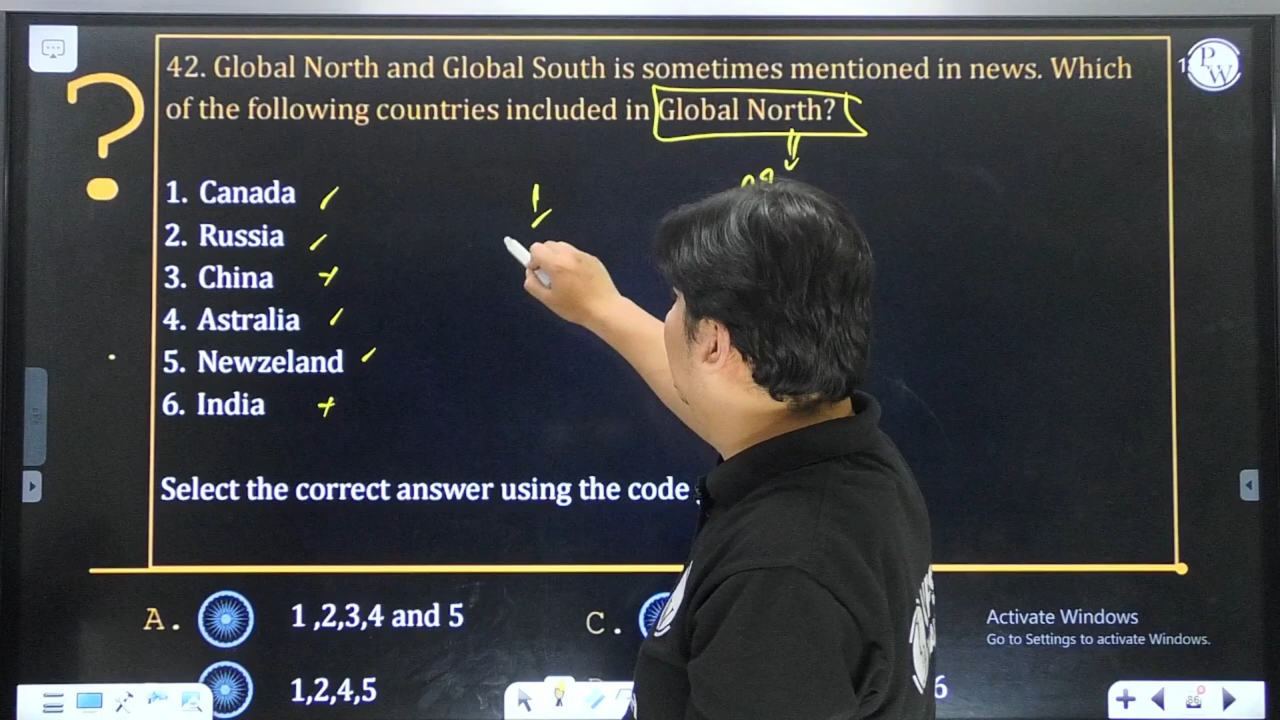 42. Global North and Global South is sometimes mentioned in news. Which
of the following countries included in Global North?
1. Canada
2. Russia
3. China
4. Astralia
5. Newzeland
6. India
Select the correct answer using the code
A. 1 ,2,3,4 and 5
C.
1,2,4,5
6
Activate Windows
Go to Settings to activate Windows.
PW
86